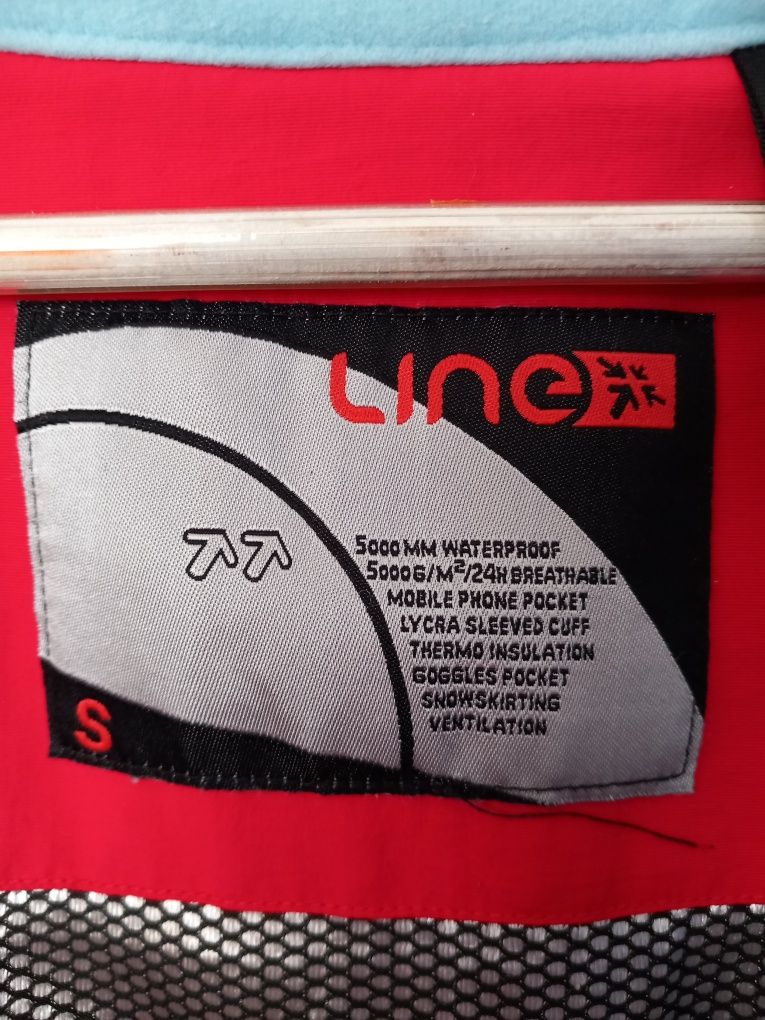 LINE
5000 MM WATERPROOF
5000G/M²/24H BREATHABLE
MOBILE PHONE POCKET
LYCRA SLEEVED CUFF
THERMO INSULATION
GOGGLES POCKET
SNOWSKIRTING
VENTILATION
S